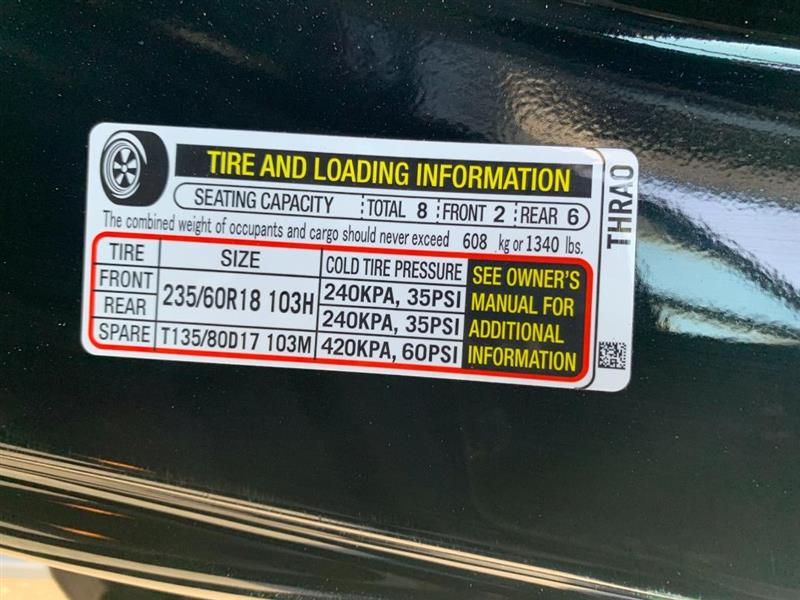 TIRE AND LOADING INFORMATION
SEATING CAPACITY TOTAL 8 FRONT 2 REAR 6
The combined weight of occupants and cargo should never exceed 608 kg or 1340 lbs.
TIRE SIZE COLD TIRE PRESSURE
FRONT 235/60R18 103H 240KPA, 35PSI
REAR 240KPA, 35PSI
SPARE T135/80D17 103M 420KPA, 60PSI
SEE OWNER'S
MANUAL FOR
ADDITIONAL
INFORMATION
THRA0